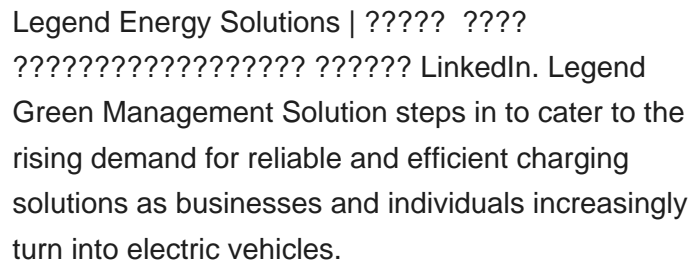 Legend Energy Solutions | ????? ????
?????????????????? ?????? LinkedIn. Legend
Green Management Solution steps in to cater to the
rising demand for reliable and efficient charging
solutions as businesses and individuals increasingly
turn into electric vehicles.